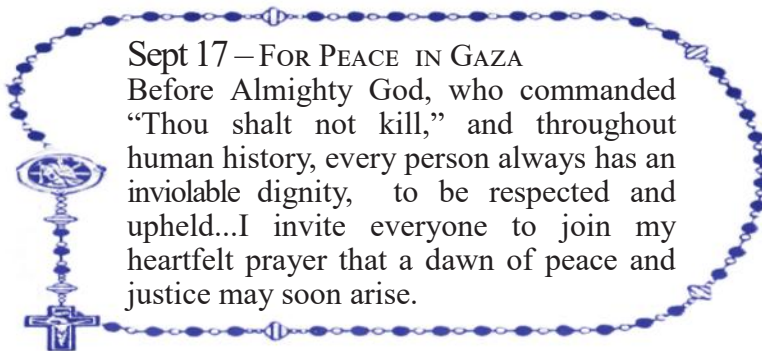 Sept 17 – For Peace in Gaza
Before Almighty God, who commanded
“Thou shalt not kill,” and throughout
human history, every person always has an
inviolable dignity, to be respected and
upheld...I invite everyone to join my
heartfelt prayer that a dawn of peace and
justice may soon arise.